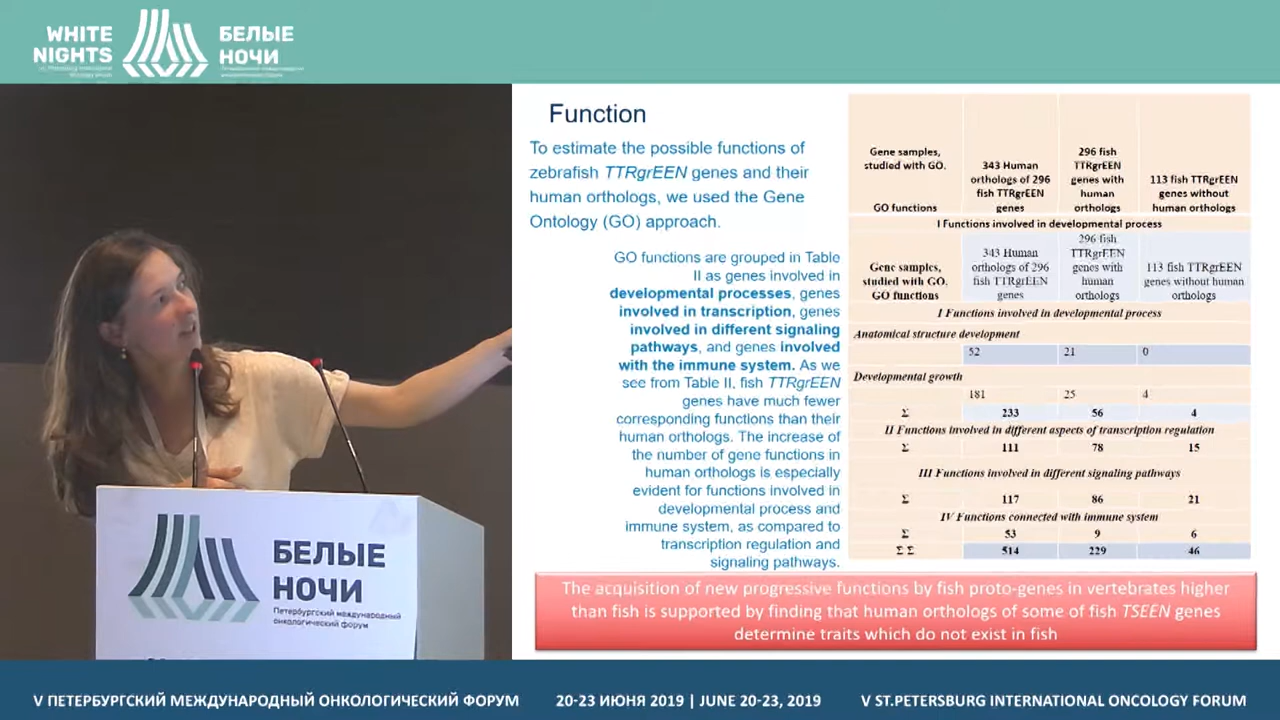 WHITE
NIGHTS
БЕЛЫЕ
НОЧИ
Function
To estimate the possible functions of
zebrafish TTRgrEEN genes and their
human orthologs, we used the Gene
Ontology (GO) approach.
GO functions are grouped in Table
II as genes involved in
developmental processes, genes
involved in transcription, genes
involved in different signaling
pathways, and genes involved
with the immune system. As we
see from Table II, fish TTRgrEEN
genes have much fewer
corresponding functions than their
human orthologs. The increase of
the number of gene functions in
human orthologs is especially
evident for functions involved in
developmental process and
immune system, as compared to
transcription regulation and
signaling pathways.
Gene samples,
studied with GO.
GO functions
343 Human
orthologs of 296
fish TTRgrEEN
genes
296 fish
TTRgrEEN
genes with
human
orthologs
113 fish TTRgrEEN
genes without
human orthologs
I Functions involved in developmental process
Gene samples,
studied with GO.
GO functions
343 Human
orthologs of 296
fish TTRgrEEN
genes
296 fish
TTRgrEEN
genes with
human
orthologs
113 fish TTRgrEEN
genes without human
orthologs
I Functions involved in developmental process
Anatomical structure development
52 21 0
Developmental growth
181 25 4
Σ 233 56 4
II Functions involved in different aspects of transcription regulation
Σ 111 78 15
III Functions involved in different signaling pathways
Σ 117 86 21
IV Functions connected with immune system
Σ 53 9 6
Σ Σ 514 229 46
The acquisition of new progressive functions by fish proto-genes in vertebrates higher
than fish is supported by finding that human orthologs of some of fish TSEEN genes
determine traits which do not exist in fish
БЕЛЫЕ
НОЧИ
Петербургский международный
онкологический форум
V ПЕТЕРБУРГСКИЙ МЕЖДУНАРОДНЫЙ ОНКОЛОГИЧЕСКИЙ ФОРУМ
20-23 ИЮНЯ 2019 | JUNE 20-23, 2019
V ST.PETERSBURG INTERNATIONAL ONCOLOGY FORUM